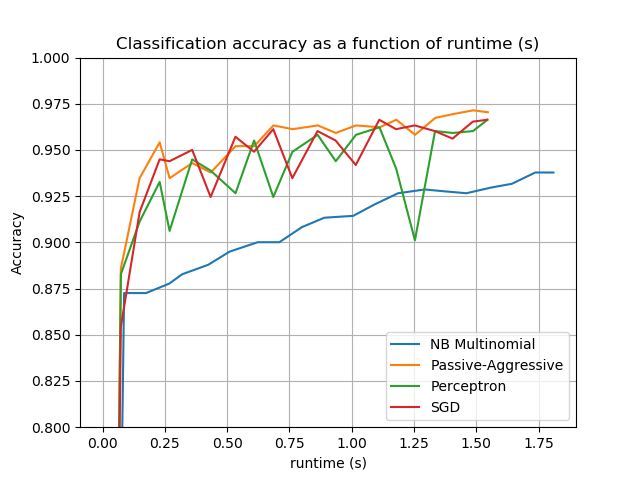 Classification accuracy as a function of runtime (s)
1.000
0.975
0.950
0.925
0.900
0.875
0.850
0.825
0.800
Accuracy
NB Multinomial
Passive-Aggressive
Perceptron
SGD
0.00 0.25 0.50 0.75 1.00 1.25 1.50 1.75
runtime (s)